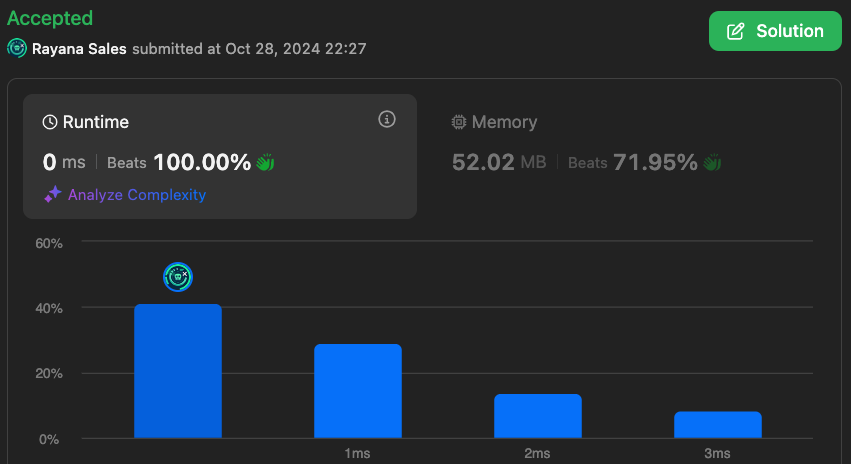 Accepted
Solution
Rayana Sales submitted at Oct 28, 2024 22:27
Runtime
0 ms Beats 100.00%
Analyze Complexity
Memory
52.02 MB Beats 71.95%
60%
40%
20%
0%
1ms 2ms 3ms